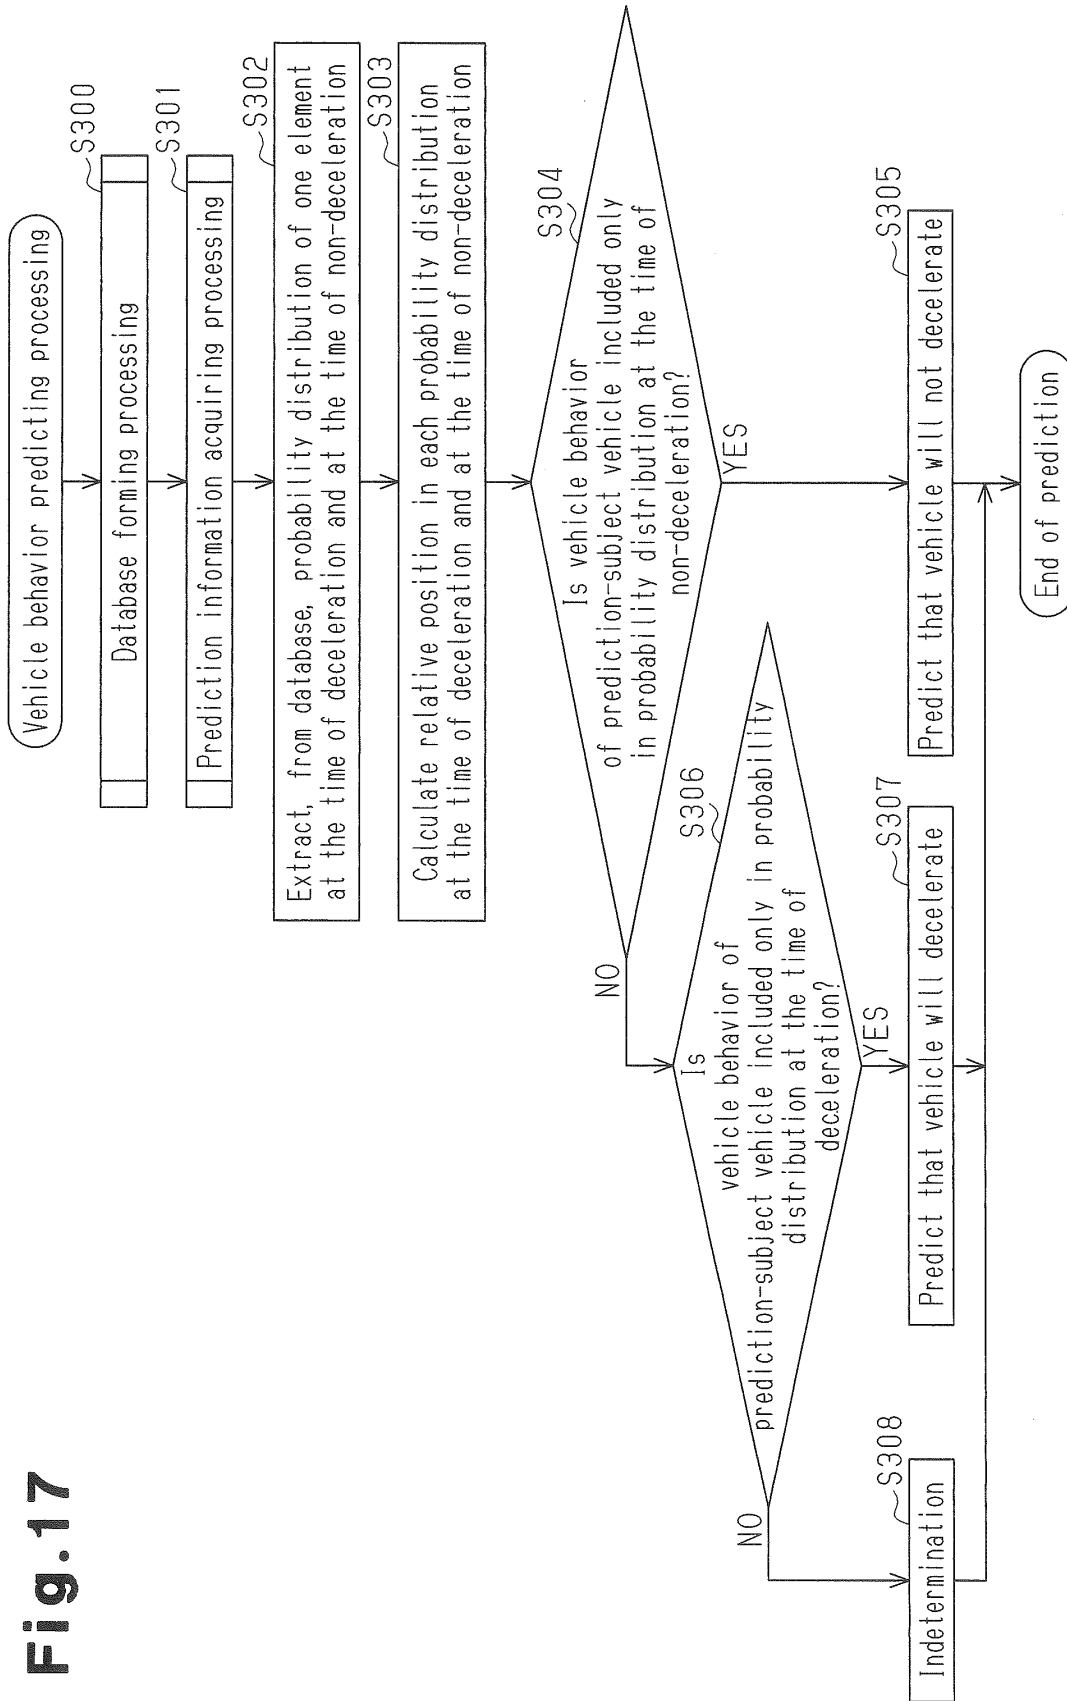 Fig.17
Vehicle behavior predicting processing
S300
Database forming processing
S301
Prediction information acquiring processing
S302
Extract, from database, probability distribution of one element
at the time of deceleration and at the time of non-deceleration
S303
Calculate relative position in each probability distribution
at the time of deceleration and at the time of non-deceleration
S304
Is vehicle behavior
of prediction-subject vehicle included only
in probability distribution at the time of
non-deceleration?
NO
YES
S306
Is
vehicle behavior of
prediction-subject vehicle included only in probability
distribution at the time of
deceleration?
NO
YES
S308
Indetermination
S307
Predict that vehicle will decelerate
S305
Predict that vehicle will not decelerate
End of prediction